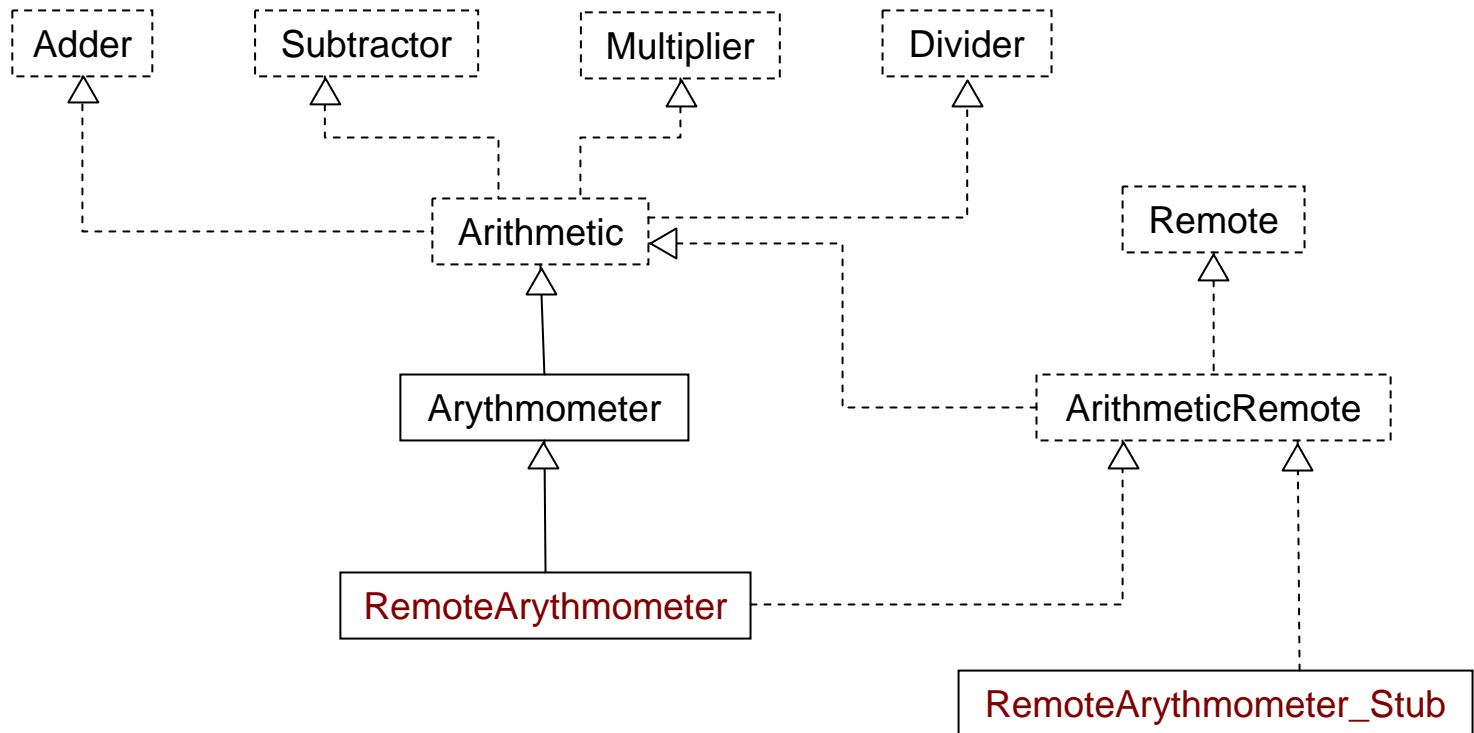 Adder
Subtractor
Multiplier
Divider
Arithmetic
Remote
Arythmometer
ArithmeticRemote
RemoteArythmometer
RemoteArythmometer_Stub